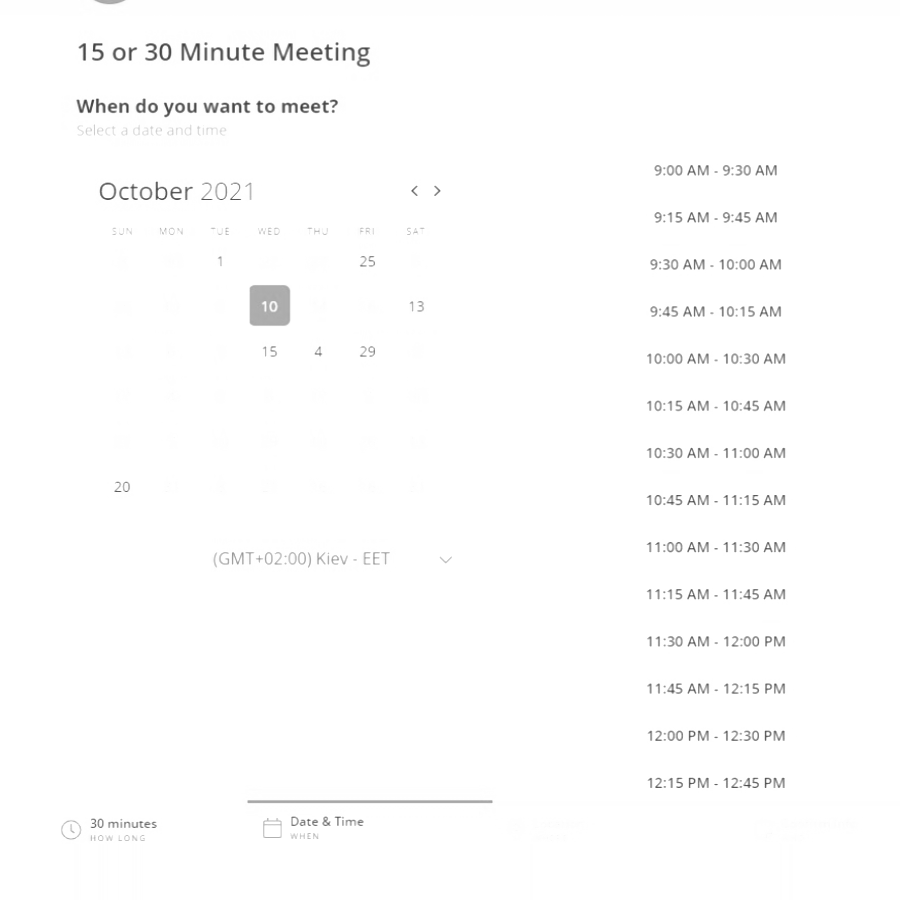 15 or 30 Minute Meeting
When do you want to meet?
Select a date and time
October 2021
SUN MON TUE WED THU FRI SAT
1 25
10 13
15 4 29
20
(GMT+02:00) Kiev - EET
9:00 AM - 9:30 AM
9:15 AM - 9:45 AM
9:30 AM - 10:00 AM
9:45 AM - 10:15 AM
10:00 AM - 10:30 AM
10:15 AM - 10:45 AM
10:30 AM - 11:00 AM
10:45 AM - 11:15 AM
11:00 AM - 11:30 AM
11:15 AM - 11:45 AM
11:30 AM - 12:00 PM
11:45 AM - 12:15 PM
12:00 PM - 12:30 PM
12:15 PM - 12:45 PM
30 minutes
HOW LONG
Date & Time
WHEN